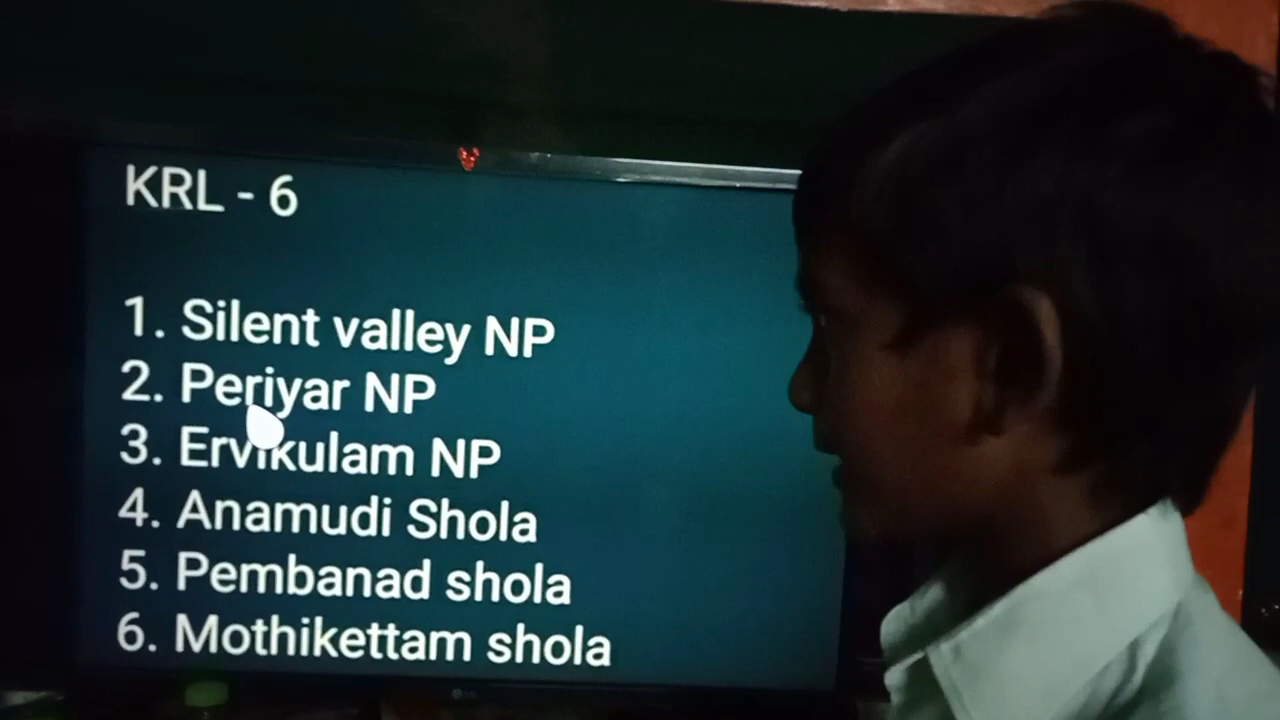 KRL - 6
1. Silent valley NP
2. Periyar NP
3. Ervikulam NP
4. Anamudi Shola
5. Pembanad shola
6. Mothikettam shola
LG